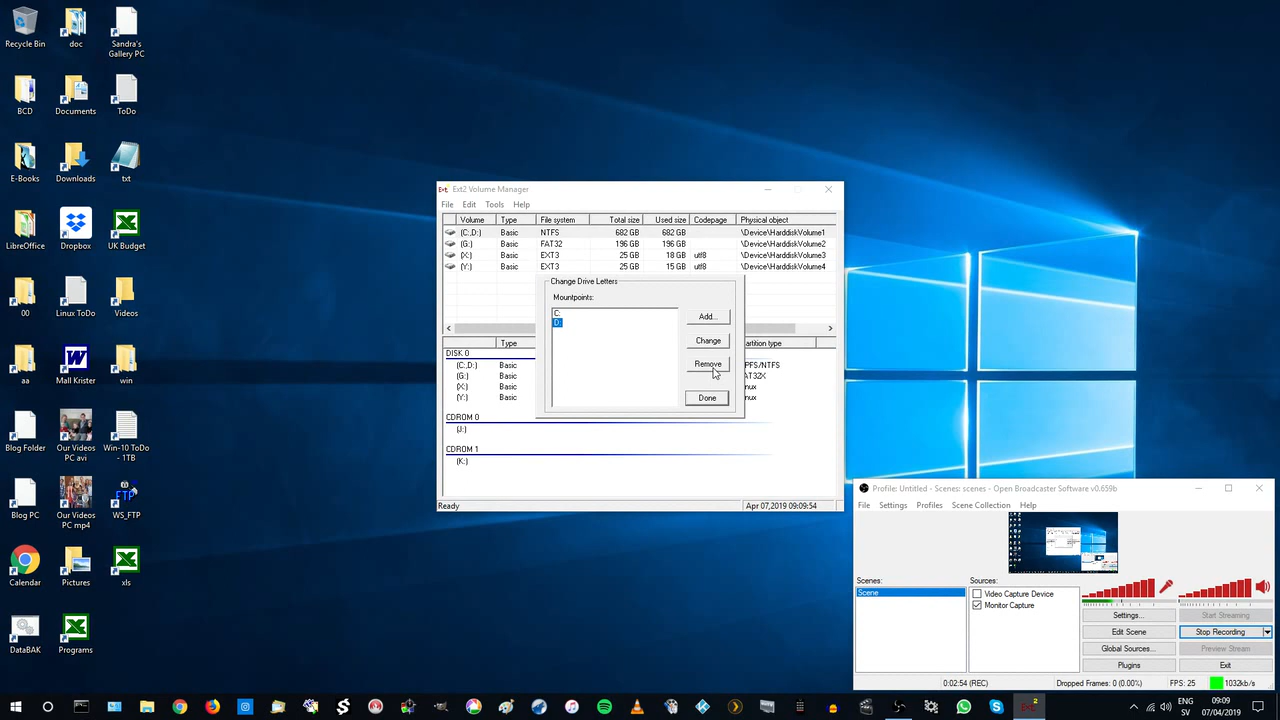 Recycle Bin
doc
Sandra's
Gallery PC
BCD
Documents
ToDo
E-Books
Downloads
txt
LibreOffice
Dropbox
UK Budget
00
Linux ToDo
Videos
aa
Mall Krister
win
Blog Folder
Our Videos
PC avi
Win-10 ToDo
- 1TB
Blog PC
Our Videos
PC mp4
WS_FTP
Calendar
Pictures
xls
DataBAK
Programs
Ext2 Volume Manager
File Edit Tools Help
Volume Type File system Total size Used size Codepage Physical object
(C:,D:) Basic NTFS 682 GB 682 GB \Device\HarddiskVolume1
(G:) Basic FAT32 196 GB 196 GB \Device\HarddiskVolume2
(X:) Basic EXT3 25 GB 18 GB utf8 \Device\HarddiskVolume3
(Y:) Basic EXT3 25 GB 15 GB utf8 \Device\HarddiskVolume4
Change Drive Letters
Mountpoints:
C:
D:
Add...
Change
Remove
Done
Type artition type
DISK 0
(C:,D:) Basic PFS/NTFS
(G:) Basic AT32X
(X:) Basic nux
(Y:) Basic nux
CDROM 0
(J:)
CDROM 1
(K:)
Ready Apr 07,2019 09:09:54
Profile: Untitled - Scenes: scenes - Open Broadcaster Software v0.659b
File Settings Profiles Scene Collection Help
Scenes: Sources:
Scene
Video Capture Device
Monitor Capture
Settings... Start Streaming
Edit Scene Stop Recording
Global Sources... Preview Stream
Plugins Exit
0:02:54 (REC) Dropped Frames: 0 (0.00%) FPS: 25 1032kb/s
ENG
SV
09:09
07/04/2019